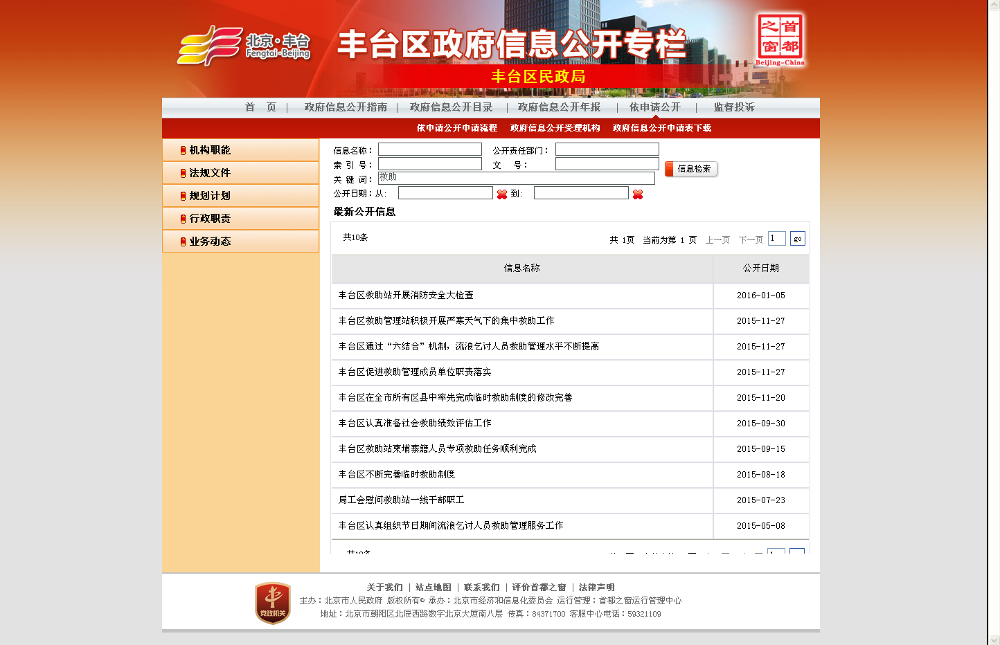 北京·丰台
Fengtai·Beijing
丰台区政府信息公开专栏
首都之窗
Beijing-China
丰台区民政局
首 页 | 政府信息公开指南 | 政府信息公开目录 | 政府信息公开年报 | 依申请公开 | 监督投诉
依申请公开申请流程 政府信息公开受理机构 政府信息公开申请表下载
机构职能
法规文件
规划计划
行政职责
业务动态
信息名称： 公开责任部门：
索 引 号： 文 号：
信息检索
关 键 词： 救助
公开日期：从: 到:
最新公开信息
共10条 共 1页 当前为第 1 页 上一页 下一页 1 go
信息名称 公开日期
丰台区救助站开展消防安全大检查 2016-01-05
丰台区救助管理站积极开展严寒天气下的集中救助工作 2015-11-27
丰台区通过“六结合”机制，流浪乞讨人员救助管理水平不断提高 2015-11-27
丰台区促进救助管理成员单位职责落实 2015-11-27
丰台区在全市所有区县中率先完成临时救助制度的修改完善 2015-11-20
丰台区认真准备社会救助绩效评估工作 2015-09-30
丰台区救助站柬埔寨籍人员专项救助任务顺利完成 2015-09-15
丰台区不断完善临时救助制度 2015-08-18
局工会慰问救助站一线干部职工 2015-07-23
丰台区认真组织节日期间流浪乞讨人员救助管理服务工作 2015-05-08
共10条
党政机关
关于我们 | 站点地图 | 联系我们 | 评价首都之窗 | 法律声明
主办：北京市人民政府 版权所有© 承办：北京市经济和信息化委员会 运行管理：首都之窗运行管理中心
地址：北京市朝阳区北辰西路数字北京大厦南八层 传真：84371700 客服中心电话：59321109